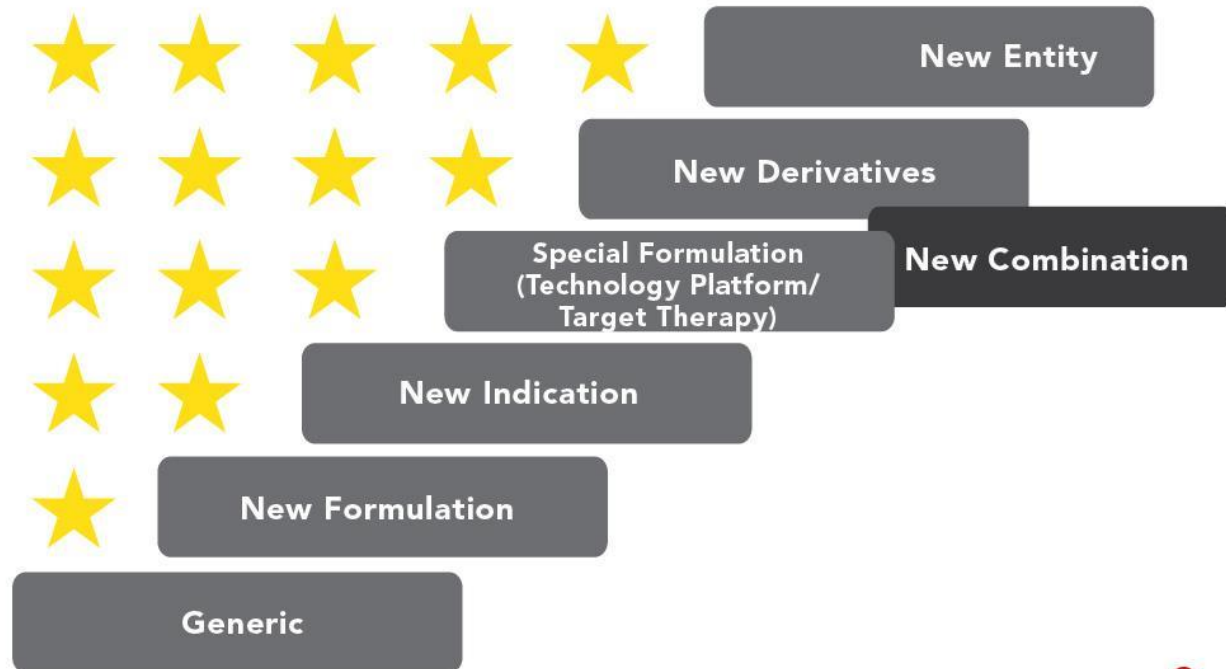 New Entity
New Derivatives
Special Formulation
(Technology Platform/
Target Therapy)
New Combination
New Indication
New Formulation
Generic